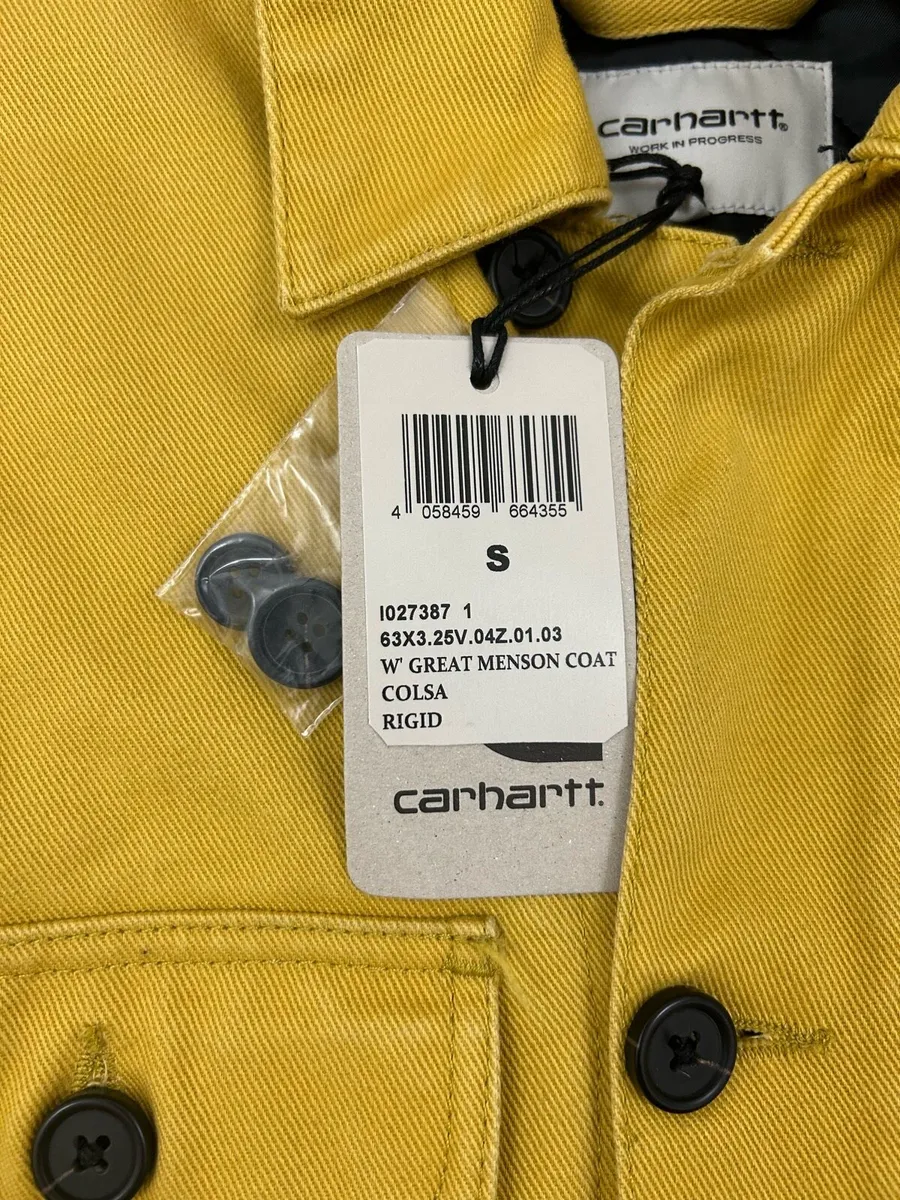 carhartt®
WORK IN PROGRESS
4 058459 664355
S
I027387 1
63X3.25V.04Z.01.03
W' GREAT MENSON COAT
COLSA
RIGID
carhartt.